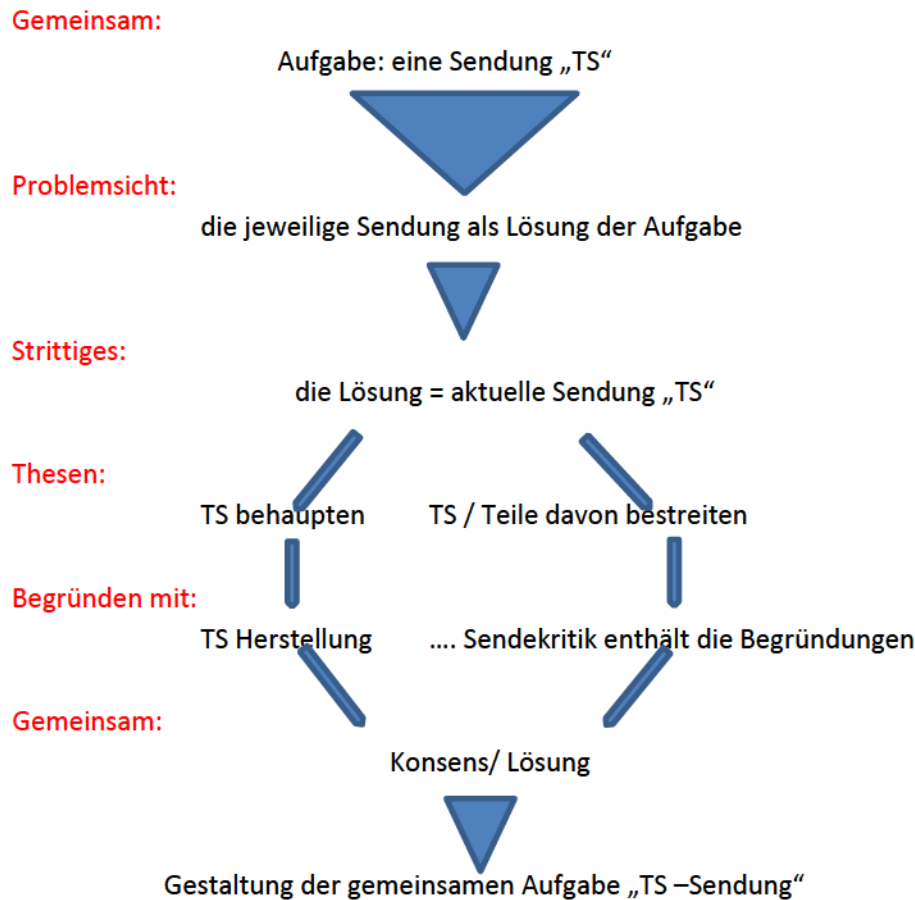 Gemeinsam:
Aufgabe: eine Sendung „TS“
Problemsicht:
die jeweilige Sendung als Lösung der Aufgabe
Strittiges:
die Lösung = aktuelle Sendung „TS“
Thesen:
TS behaupten TS / Teile davon bestreiten
Begründen mit:
TS Herstellung .... Sendekritik enthält die Begründungen
Gemeinsam:
Konsens/ Lösung
Gestaltung der gemeinsamen Aufgabe „TS –Sendung“